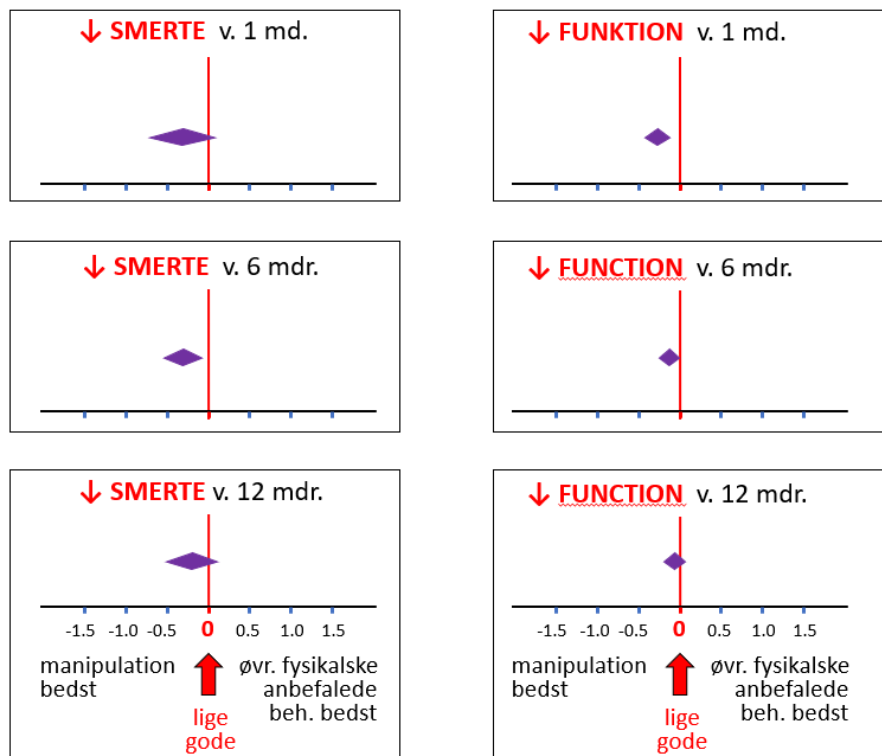 ↓ SMERTE v. 1 md.
↓ FUNKTION v. 1 md.
↓ SMERTE v. 6 mdr.
↓ FUNCTION v. 6 mdr.
↓ SMERTE v. 12 mdr.
-1.5 -1.0 -0.5 0 0.5 1.0 1.5
manipulation bedst
øvr. fysikalske
anbefalede
beh. bedst
lige
gode
↓ FUNCTION v. 12 mdr.
-1.5 -1.0 -0.5 0 0.5 1.0 1.5
manipulation
bedst
øvr. fysikalske
anbefalede
beh. bedst
lige
gode